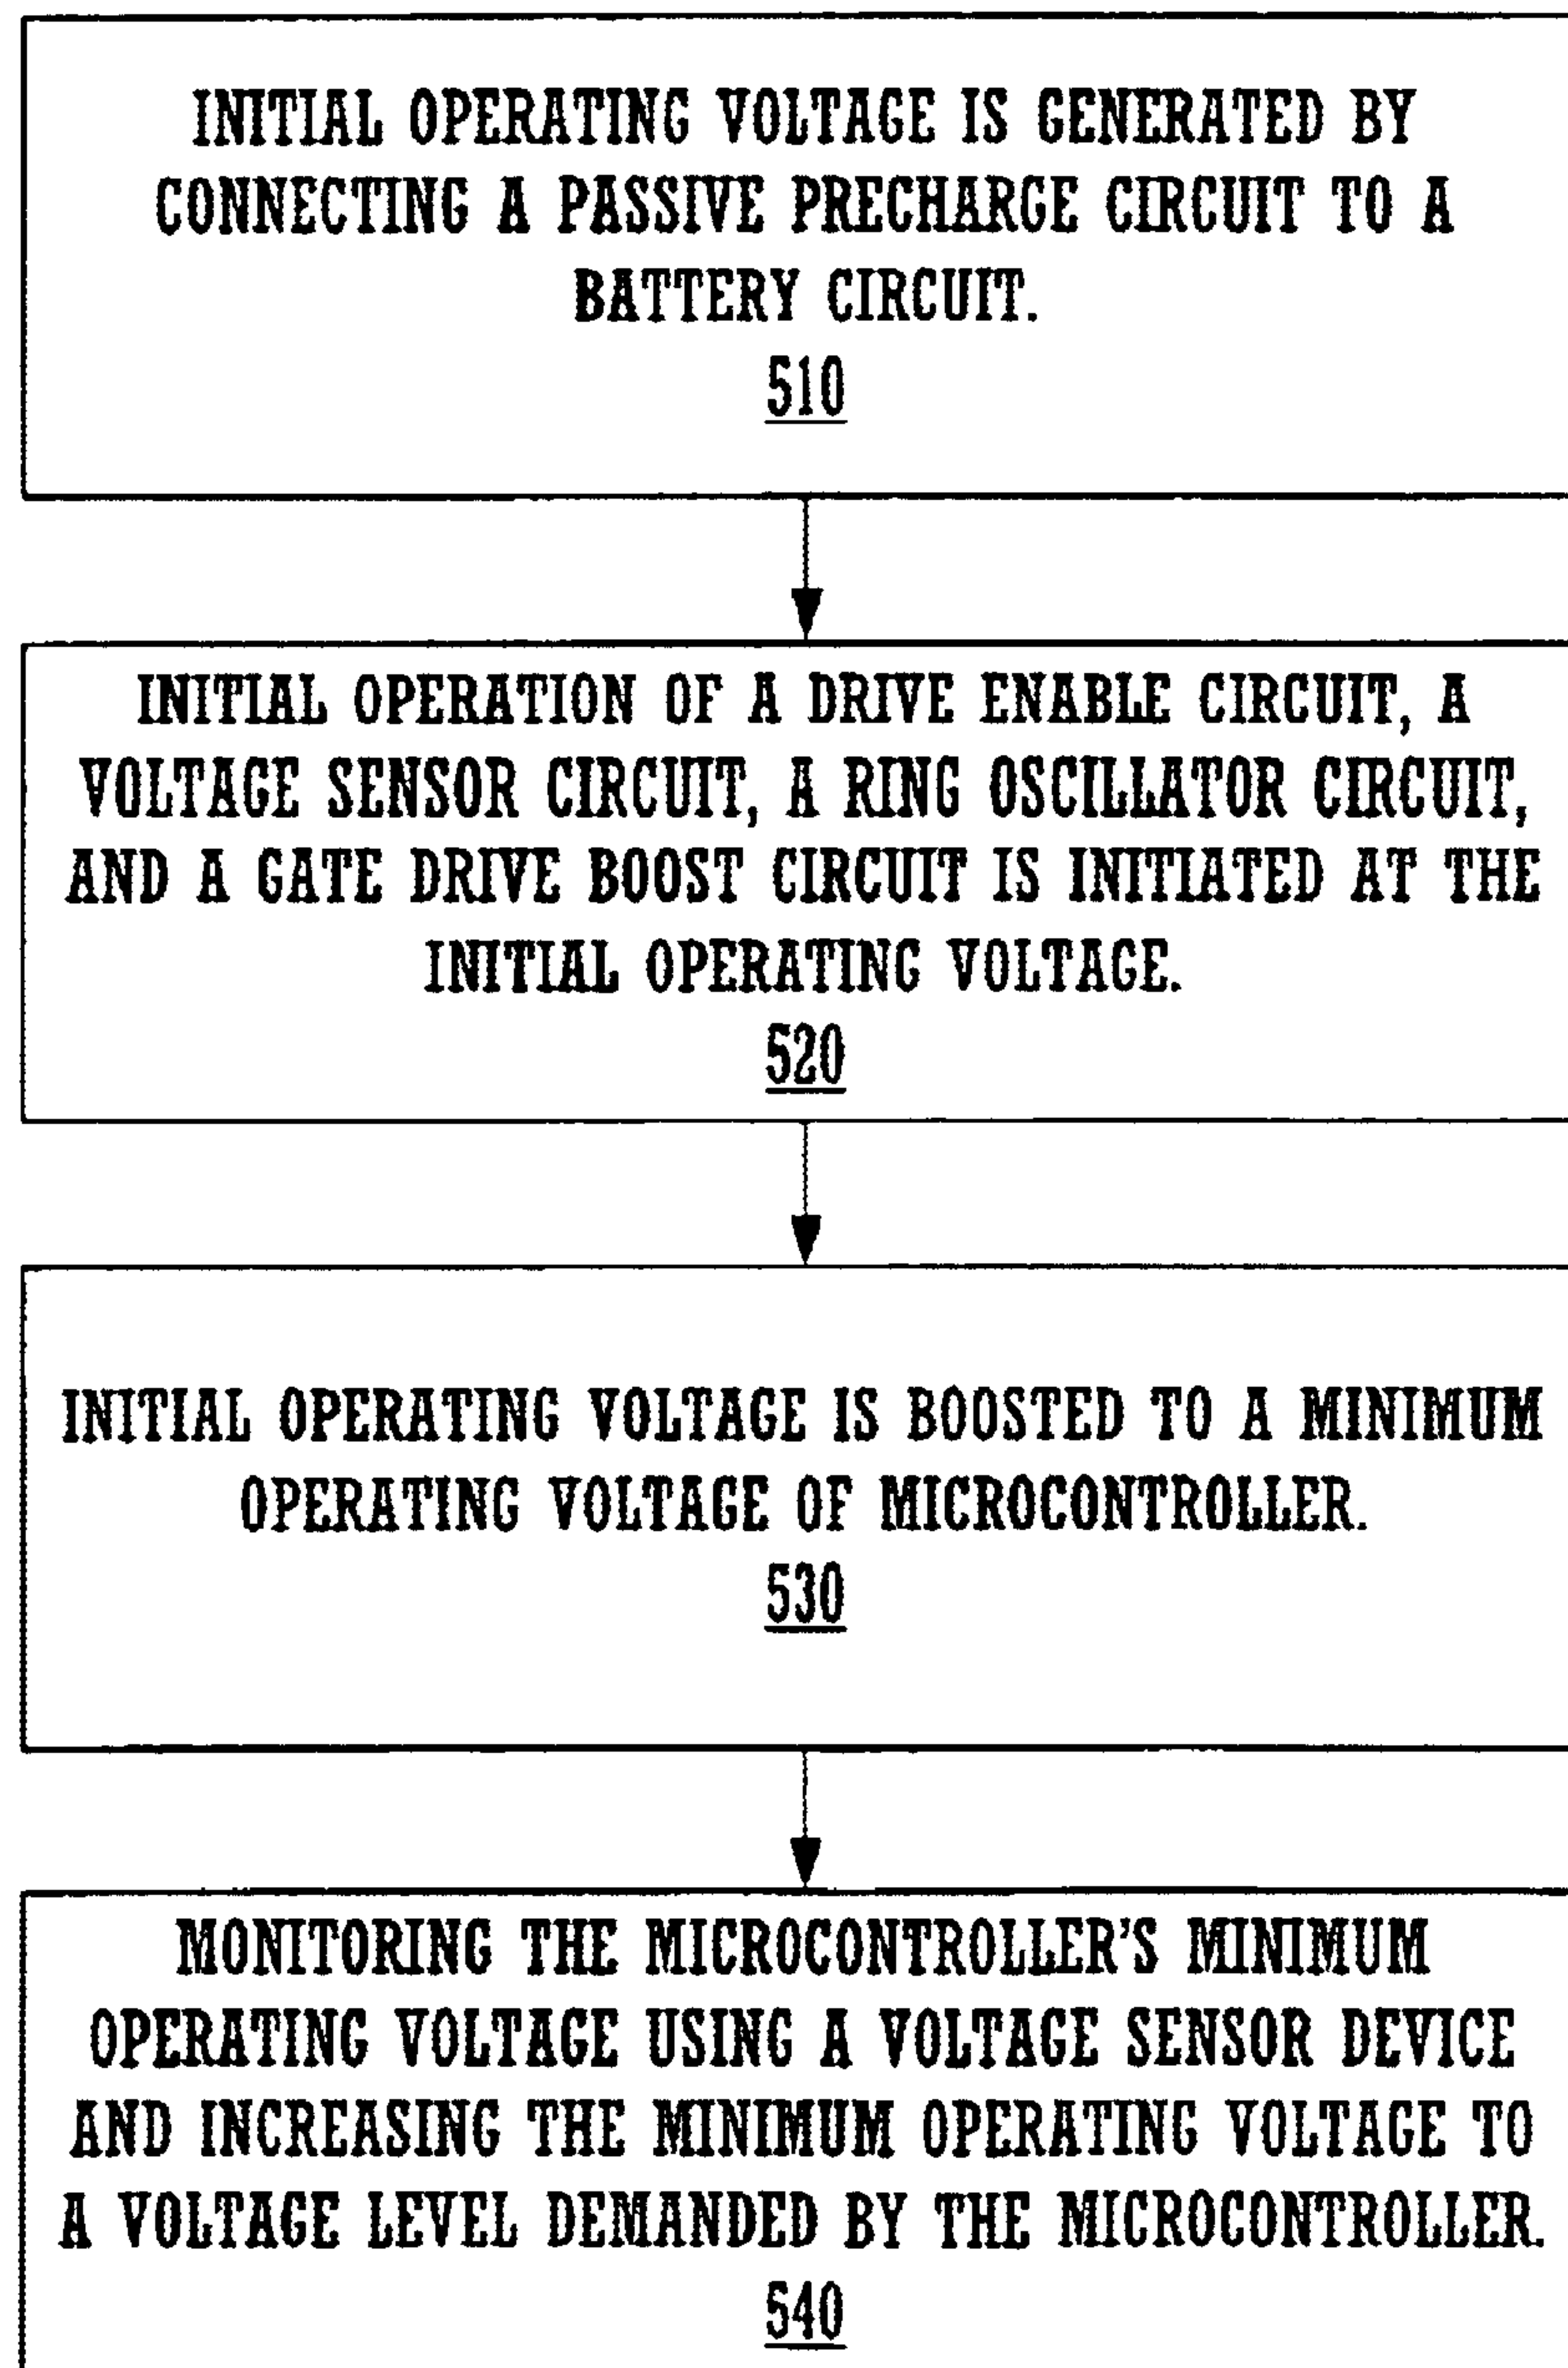 INITIAL OPERATING VOLTAGE IS GENERATED BY
CONNECTING A PASSIVE PRECHARGE CIRCUIT TO A
BATTERY CIRCUIT.
510
INITIAL OPERATION OF A DRIVE ENABLE CIRCUIT, A
VOLTAGE SENSOR CIRCUIT, A RING OSCILLATOR CIRCUIT,
AND A GATE DRIVE BOOST CIRCUIT IS INITIATED AT THE
INITIAL OPERATING VOLTAGE.
520
INITIAL OPERATING VOLTAGE IS BOOSTED TO A MINIMUM
OPERATING VOLTAGE OF MICROCONTROLLER.
530
MONITORING THE MICROCONTROLLER'S MINIMUM
OPERATING VOLTAGE USING A VOLTAGE SENSOR DEVICE
AND INCREASING THE MINIMUM OPERATING VOLTAGE TO
A VOLTAGE LEVEL DEMANDED BY THE MICROCONTROLLER.
540